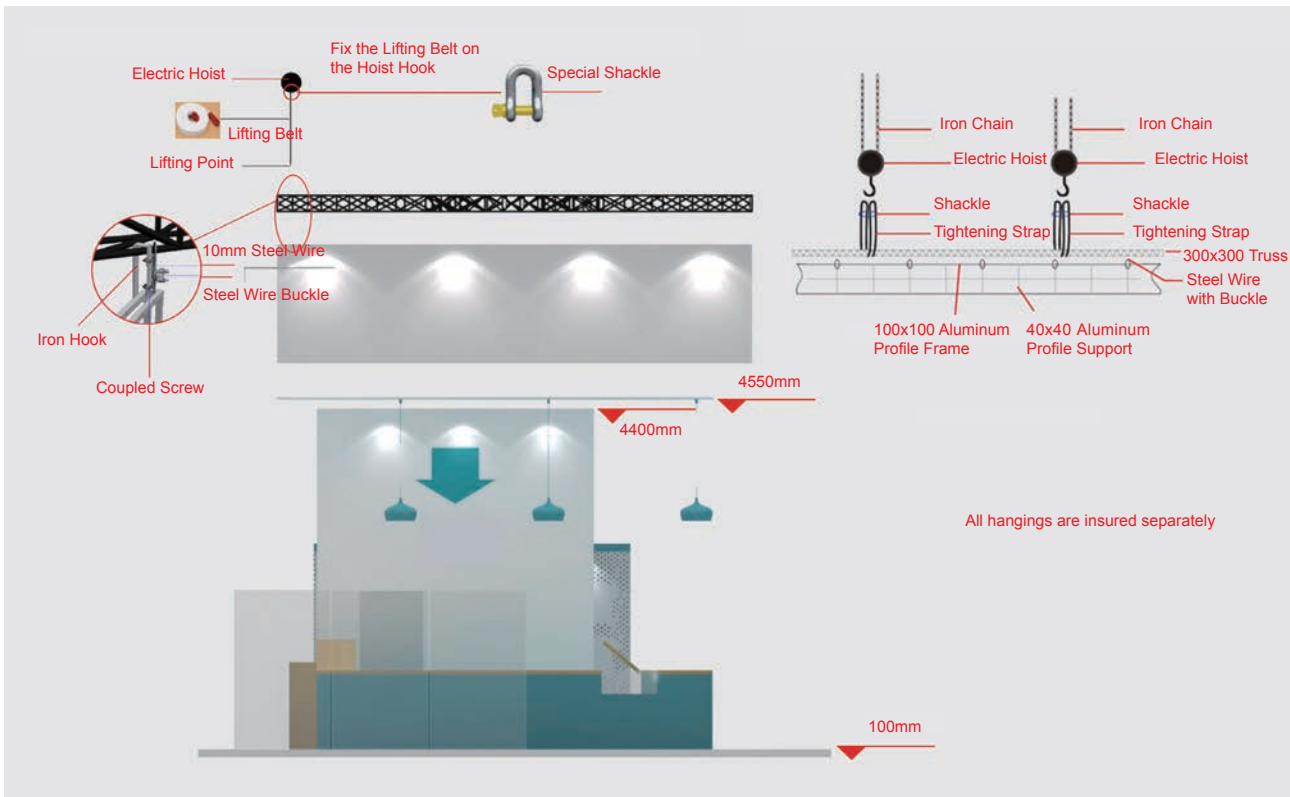 Fix the Lifting Belt on
the Hoist Hook
Electric Hoist
Special Shackle
Lifting Belt
Lifting Point
10mm Steel Wire
Steel Wire Buckle
Iron Hook
Coupled Screw
Iron Chain
Iron Chain
Electric Hoist
Electric Hoist
Shackle
Shackle
Tightening Strap
Tightening Strap
300x300 Truss
Steel Wire
with Buckle
100x100 Aluminum
Profile Frame
40x40 Aluminum
Profile Support
4550mm
4400mm
All hangings are insured separately
100mm